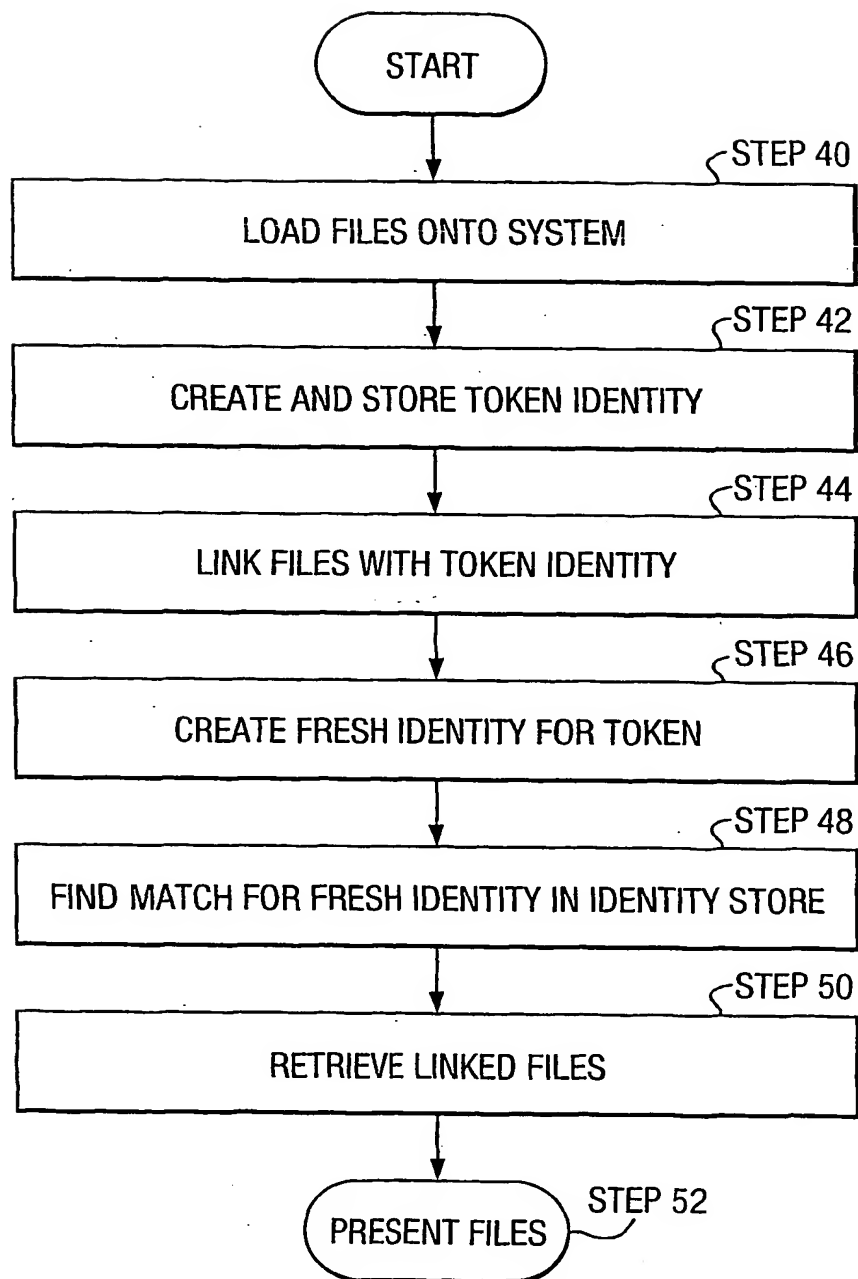 START
STEP 40
LOAD FILES ONTO SYSTEM
STEP 42
CREATE AND STORE TOKEN IDENTITY
STEP 44
LINK FILES WITH TOKEN IDENTITY
STEP 46
CREATE FRESH IDENTITY FOR TOKEN
STEP 48
FIND MATCH FOR FRESH IDENTITY IN IDENTITY STORE
STEP 50
RETRIEVE LINKED FILES
STEP 52
PRESENT FILES